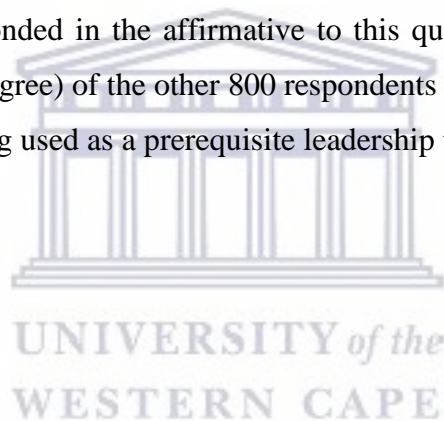 onded in the affirmative to this qu
gree) of the other 800 respondents
g used as a prerequisite leadership
UNIVERSITY of the
WESTERN CAPE